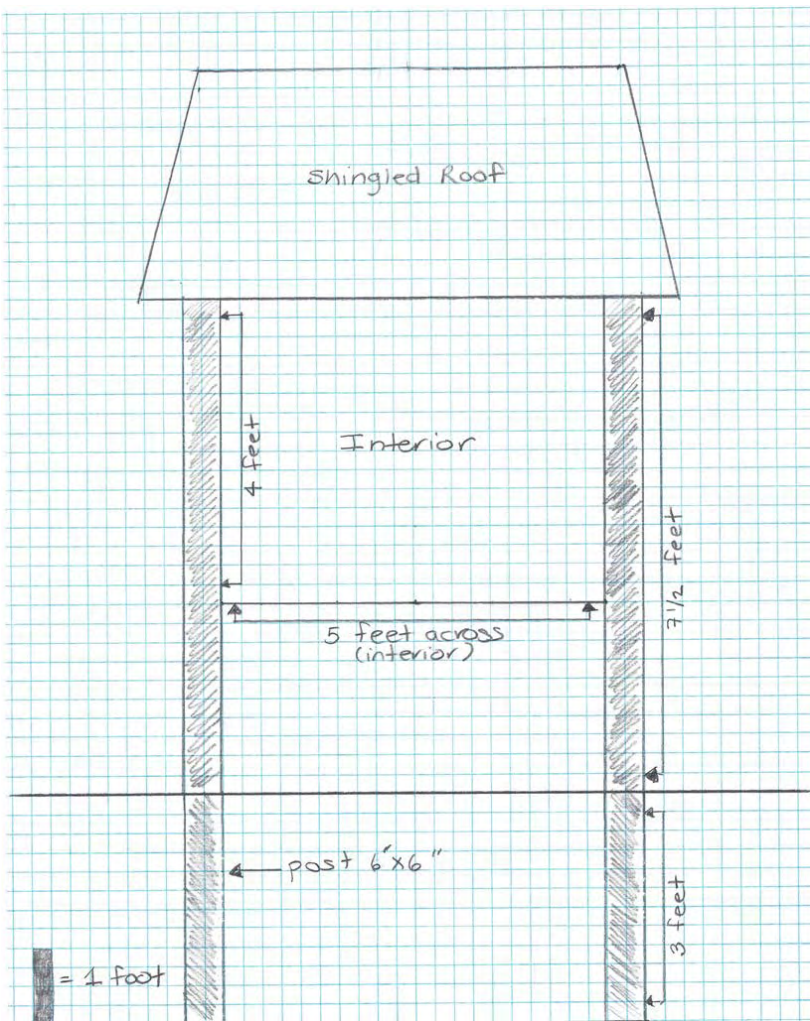 Shingled Roof
4 feet
Interior
7 1/2 feet
5 feet across
(interior)
post 6"x6"
3 feet
= 1 foot